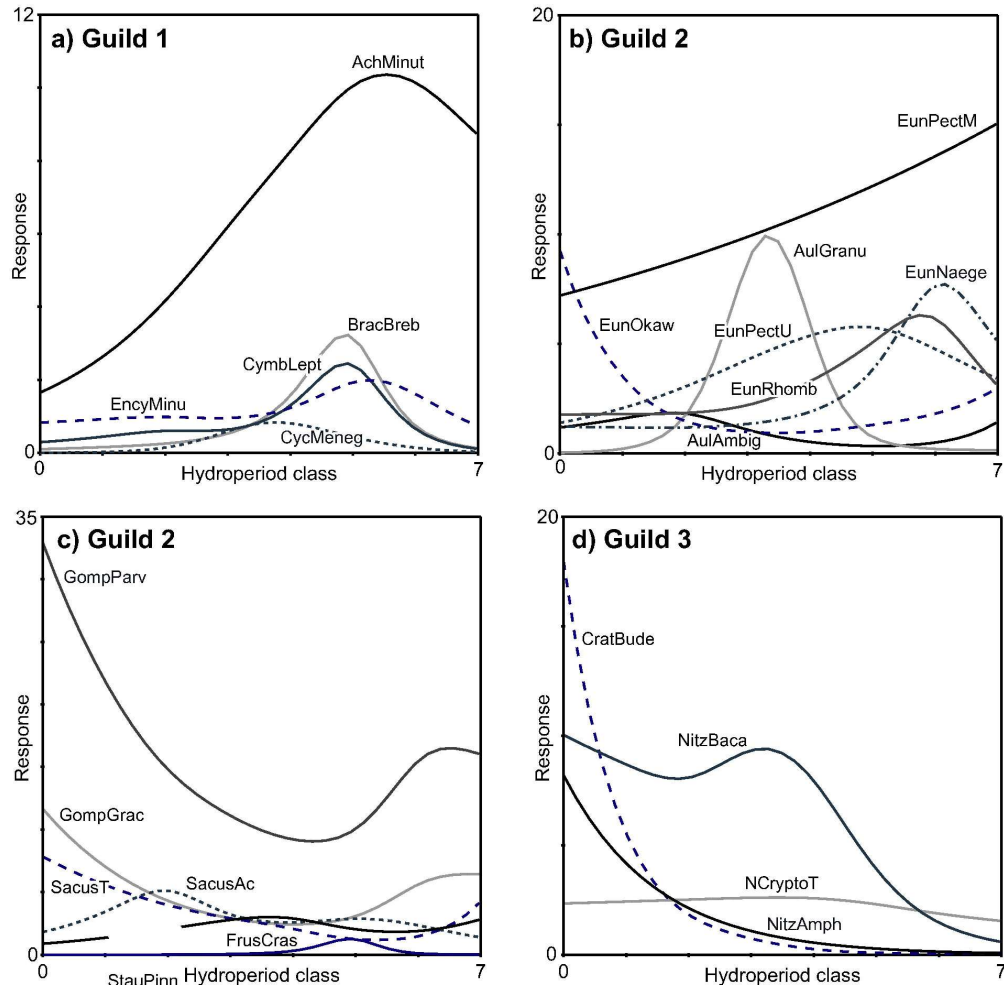 12
a) Guild 1
AchMinut
Response
BracBreb
CymbLept
EncyMinu
CycMeneg
0
Hydroperiod class
7
20
b) Guild 2
EunPectM
Response
AulGranu
EunNaege
EunOkaw
EunPectU
EunRhomb
AulAmbig
0
0
Hydroperiod class
7
35
c) Guild 2
GompParv
Response
GompGrac
SacusT
SacusAc
FrusCras
0
0
StauPinn
Hydroperiod class
7
20
d) Guild 3
CratBude
Response
NitzBaca
NCryptoT
NitzAmph
0
0
Hydroperiod class
7
0